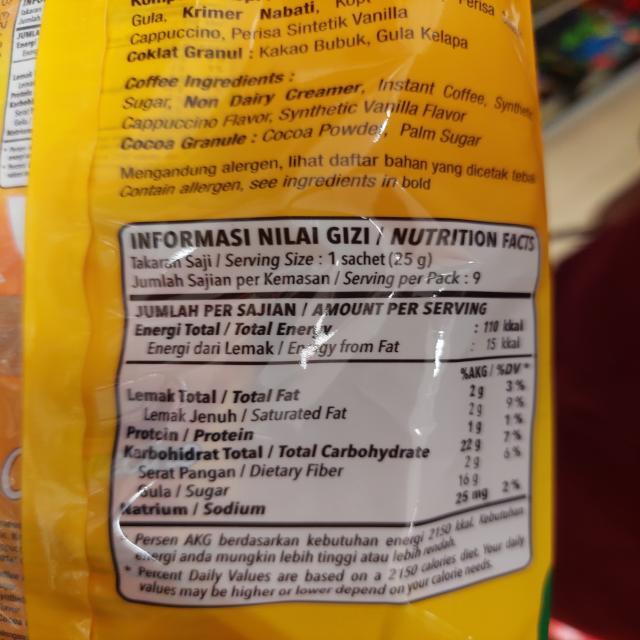 Gula, Krimer Nabati,
Cappuccino, Perisa Sintetik Vanilla
Coklat Granul : Kakao Bubuk, Gula Kelapa
Coffee Ingredients :
Sugar, Non Dairy Creamer, Instant Coffee, Synthetic
Cappuccino Flavor, Synthetic Vanilla Flavor
Cocoa Granule : Cocoa Powder, Palm Sugar
Mengandung alergen, lihat daftar bahan yang dicetak tebal
Contain allergen, see ingredients in bold
INFORMASI NILAI GIZI / NUTRITION FACTS
Takaran Saji / Serving Size : 1 sachet (25 g)
Jumlah Sajian per Kemasan / Serving per Pack : 9
JUMLAH PER SAJIAN / AMOUNT PER SERVING
Energi Total / Total Energy : 110 kkal
Energi dari Lemak / Energy from Fat : 15 kkal
%AKG / %DV*
Lemak Total / Total Fat 2 g 3%
Lemak Jenuh / Saturated Fat 2 g 9%
Protein / Protein 1 g 1%
Karbohidrat Total / Total Carbohydrate 22 g 7%
Serat Pangan / Dietary Fiber 2 g 6%
Gula / Sugar 16 g
Natrium / Sodium 25 mg 2%
Persen AKG berdasarkan kebutuhan energi 2150 kkal. Kebutuhan
energi anda mungkin lebih tinggi atau lebih rendah.
* Percent Daily Values are based on a 2150 calories diet. Your daily
values may be higher or lower depend on your calorie needs.